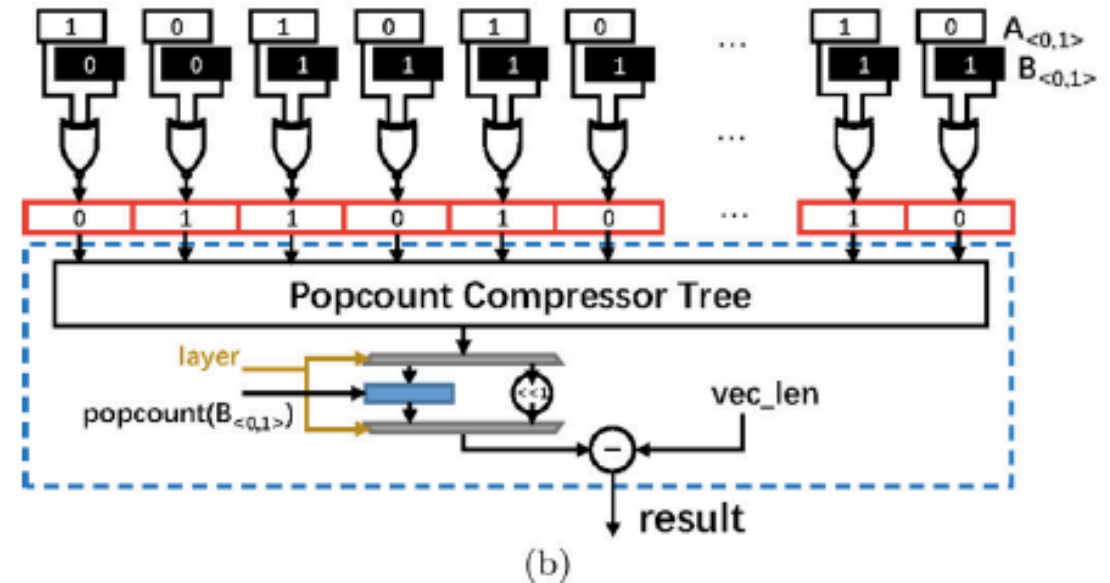 1 0 1 0 1 0 ... 1 0 A<0,1>
0 0 1 1 1 1 1 1 B<0,1>
...
0 1 1 0 1 0 ... 1 0
Popcount Compressor Tree
layer
<<1
popcount(B<0,1>)
vec_len
−
result
(b)